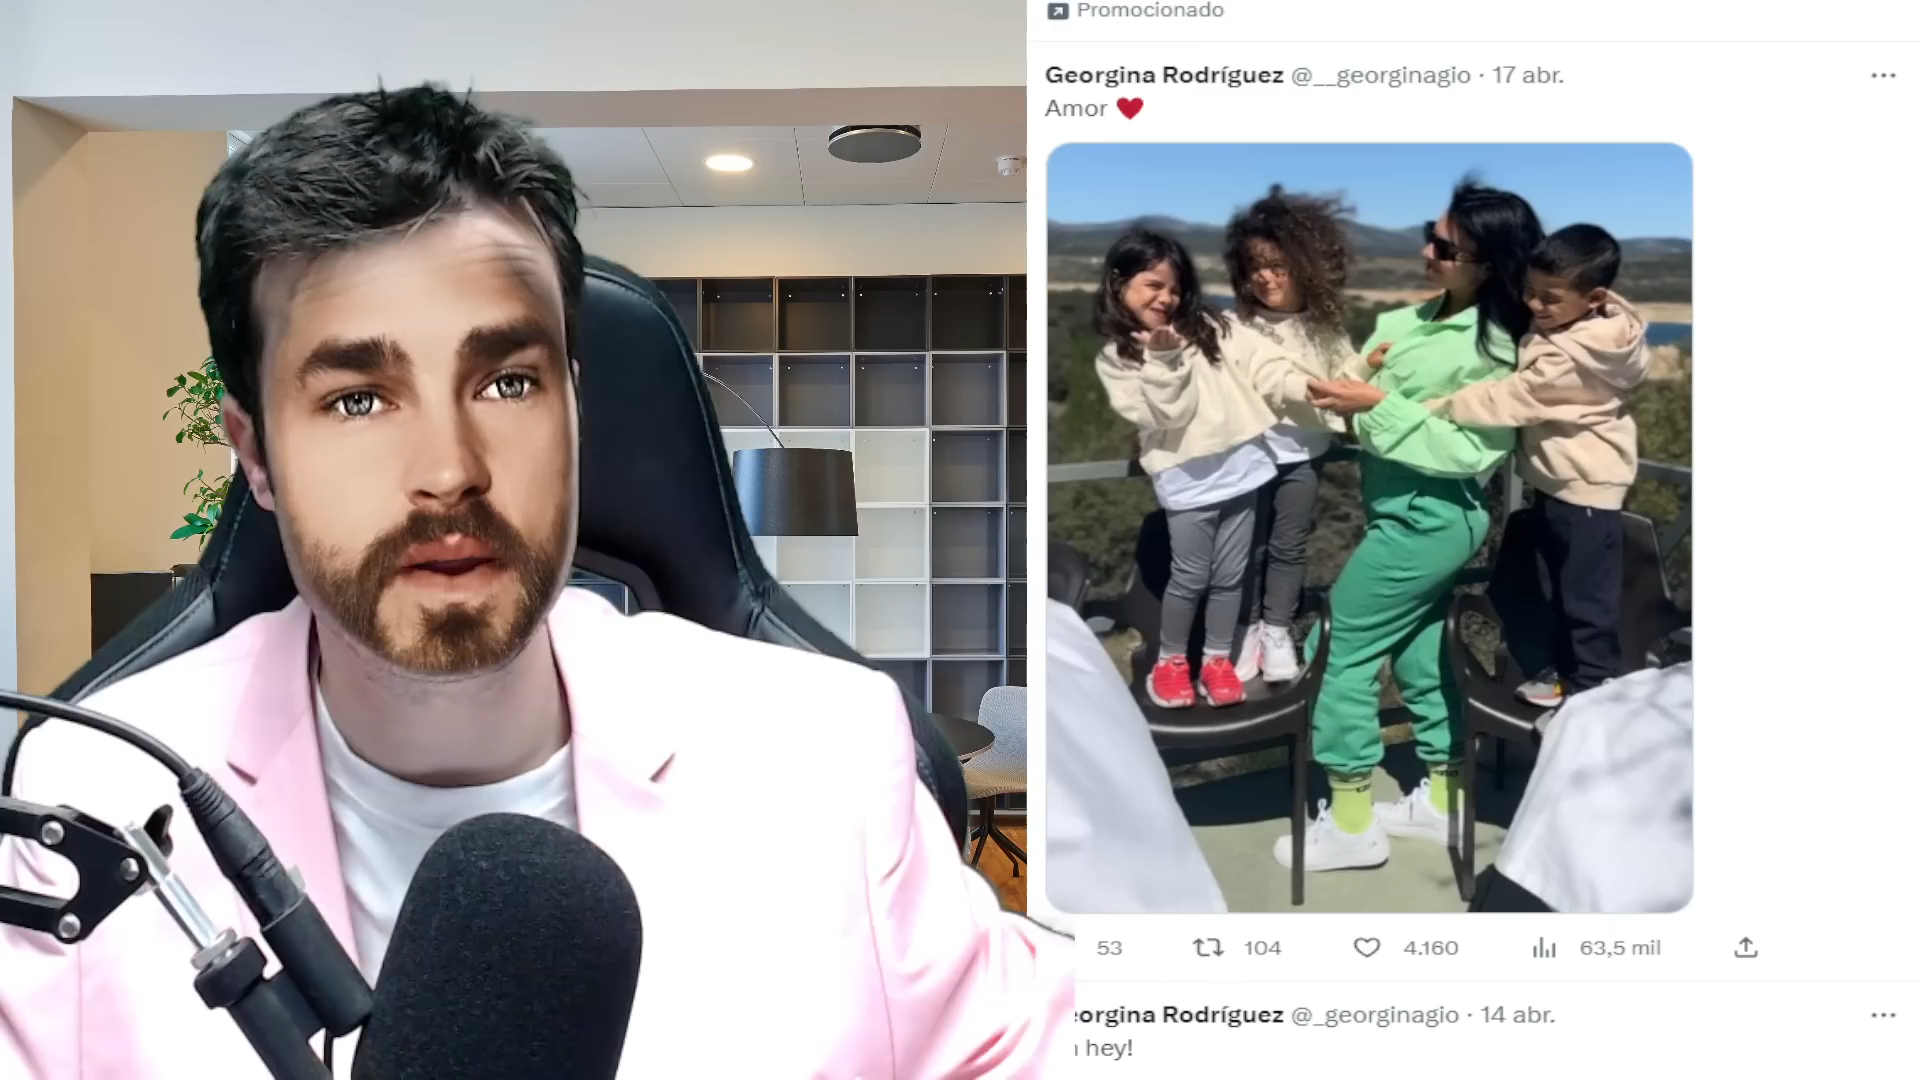 Promocionado
Georgina Rodríguez @__georginagio · 17 abr.
Amor ❤
53 104 4.160 63,5 mil
eorgina Rodríguez @_georginagio · 14 abr.
hey!